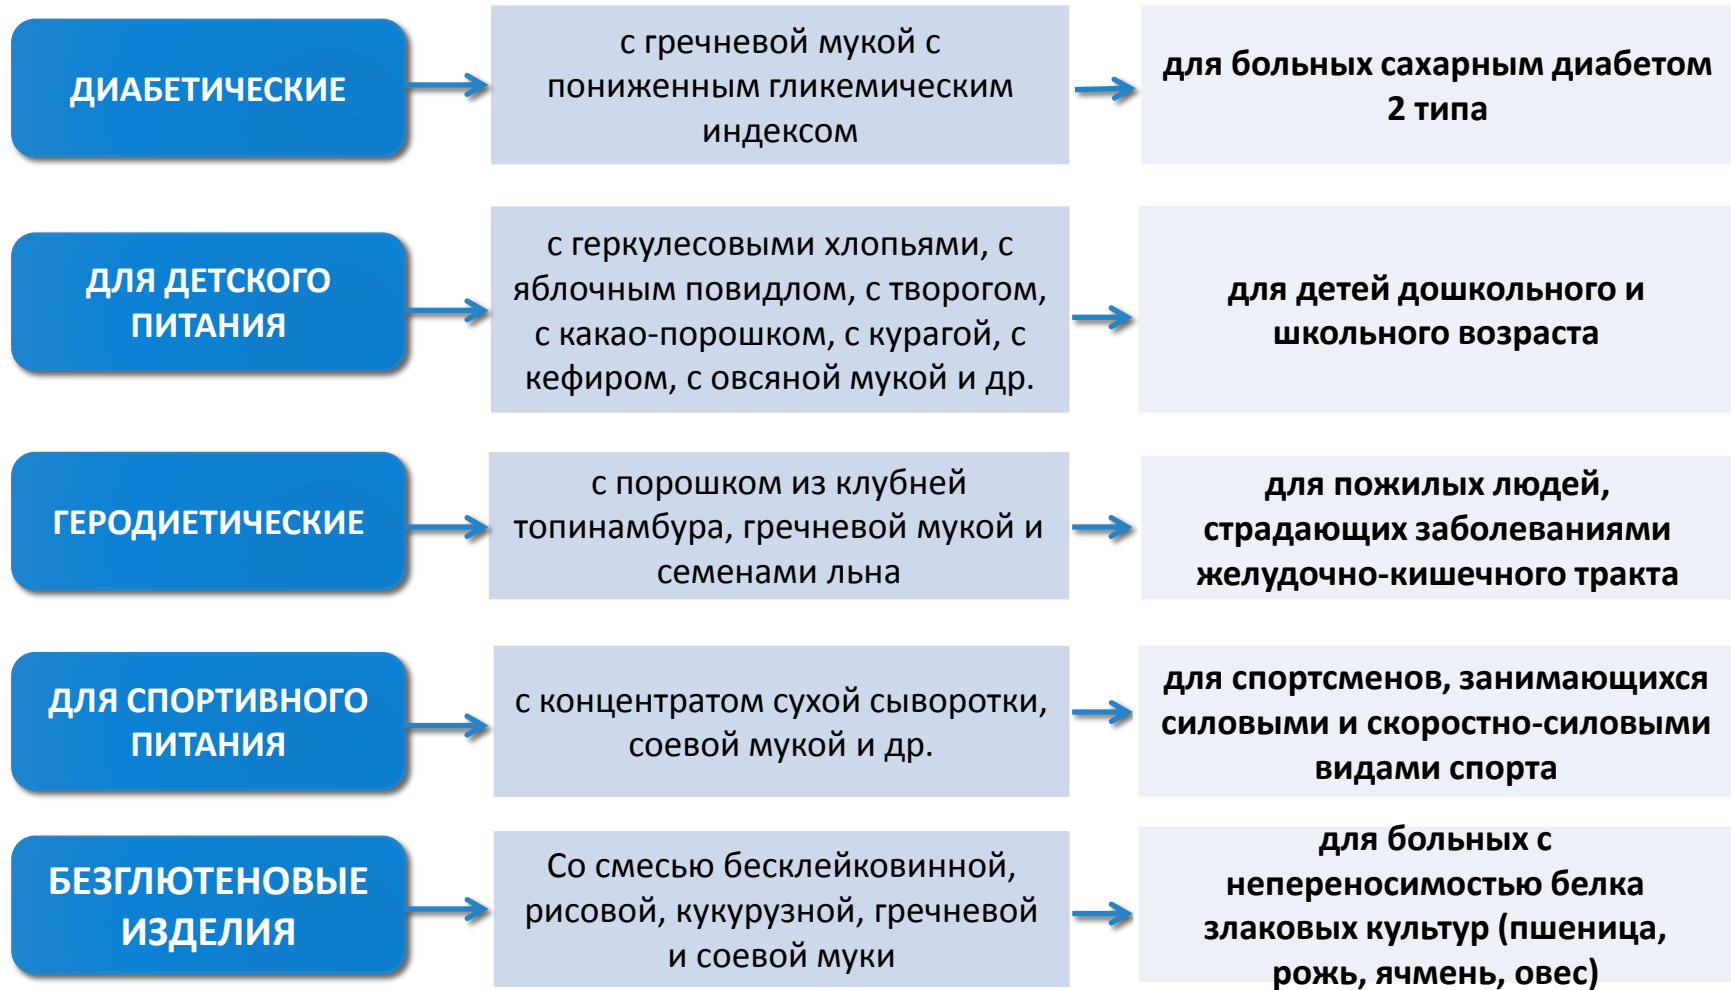 ДИАБЕТИЧЕСКИЕ
с гречневой мукой с
пониженным гликемическим
индексом
для больных сахарным диабетом
2 типа
ДЛЯ ДЕТСКОГО
ПИТАНИЯ
с геркулесовыми хлопьями, с
яблочным повидлом, с творогом,
с какао-порошком, с курагой, с
кефиром, с овсяной мукой и др.
для детей дошкольного и
школьного возраста
ГЕРОДИЕТИЧЕСКИЕ
с порошком из клубней
топинамбура, гречневой мукой и
семенами льна
для пожилых людей,
страдающих заболеваниями
желудочно-кишечного тракта
ДЛЯ СПОРТИВНОГО
ПИТАНИЯ
с концентратом сухой сыворотки,
соевой мукой и др.
для спортсменов, занимающихся
силовыми и скоростно-силовыми
видами спорта
БЕЗГЛЮТЕНОВЫЕ
ИЗДЕЛИЯ
Со смесью бесклейковинной,
рисовой, кукурузной, гречневой
и соевой муки
для больных с
непереносимостью белка
злаковых культур (пшеница,
рожь, ячмень, овес)